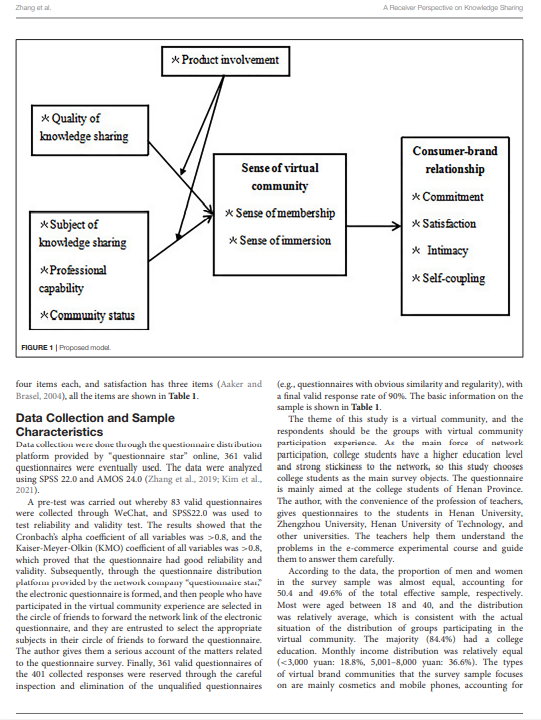 Zhang et al.
A Receiver Perspective on Knowledge Sharing
※ Product involvement
※ Quality of
knowledge sharing
※ Subject of
knowledge sharing
※ Professional
capability
※ Community status
Sense of virtual
community
※ Sense of membership
※ Sense of immersion
Consumer-brand
relationship
※ Commitment
※ Satisfaction
※ Intimacy
※ Self-coupling
FIGURE 1 | Proposed model.
four items each, and satisfaction has three items (Aaker and
Brasel, 2004), all the items are shown in Table 1.
Data Collection and Sample
Characteristics
Data collection were done through the questionnaire distribution
platform provided by “questionnaire star” online, 361 valid
questionnaires were eventually used. The data were analyzed
using SPSS 22.0 and AMOS 24.0 (Zhang et al., 2019; Kim et al.,
2021).
A pre-test was carried out whereby 83 valid questionnaires
were collected through WeChat, and SPSS22.0 was used to
test reliability and validity test. The results showed that the
Cronbach’s alpha coefficient of all variables was >0.8, and the
Kaiser-Meyer-Olkin (KMO) coefficient of all variables was >0.8,
which proved that the questionnaire had good reliability and
validity. Subsequently, through the questionnaire distribution
platform provided by the network company “questionnaire star,”
the electronic questionnaire is formed, and then people who have
participated in the virtual community experience are selected in
the circle of friends to forward the network link of the electronic
questionnaire, and they are entrusted to select the appropriate
subjects in their circle of friends to forward the questionnaire.
The author gives them a serious account of the matters related
to the questionnaire survey. Finally, 361 valid questionnaires of
the 401 collected responses were reserved through the careful
inspection and elimination of the unqualified questionnaires
(e.g., questionnaires with obvious similarity and regularity), with
a final valid response rate of 90%. The basic information on the
sample is shown in Table 1.
The theme of this study is a virtual community, and the
respondents should be the groups with virtual community
participation experience. As the main force of network
participation, college students have a higher education level
and strong stickiness to the network, so this study chooses
college students as the main survey objects. The questionnaire
is mainly aimed at the college students of Henan Province.
The author, with the convenience of the profession of teachers,
gives questionnaires to the students in Henan University,
Zhengzhou University, Henan University of Technology, and
other universities. The teachers help them understand the
problems in the e-commerce experimental course and guide
them to answer them carefully.
According to the data, the proportion of men and women
in the survey sample was almost equal, accounting for
50.4 and 49.6% of the total effective sample, respectively.
Most were aged between 18 and 40, and the distribution
was relatively average, which is consistent with the actual
situation of the distribution of groups participating in the
virtual community. The majority (84.4%) had a college
education. Monthly income distribution was relatively equal
(<3,000 yuan: 18.8%, 5,001–8,000 yuan: 36.6%). The types
of virtual brand communities that the survey sample focuses
on are mainly cosmetics and mobile phones, accounting for